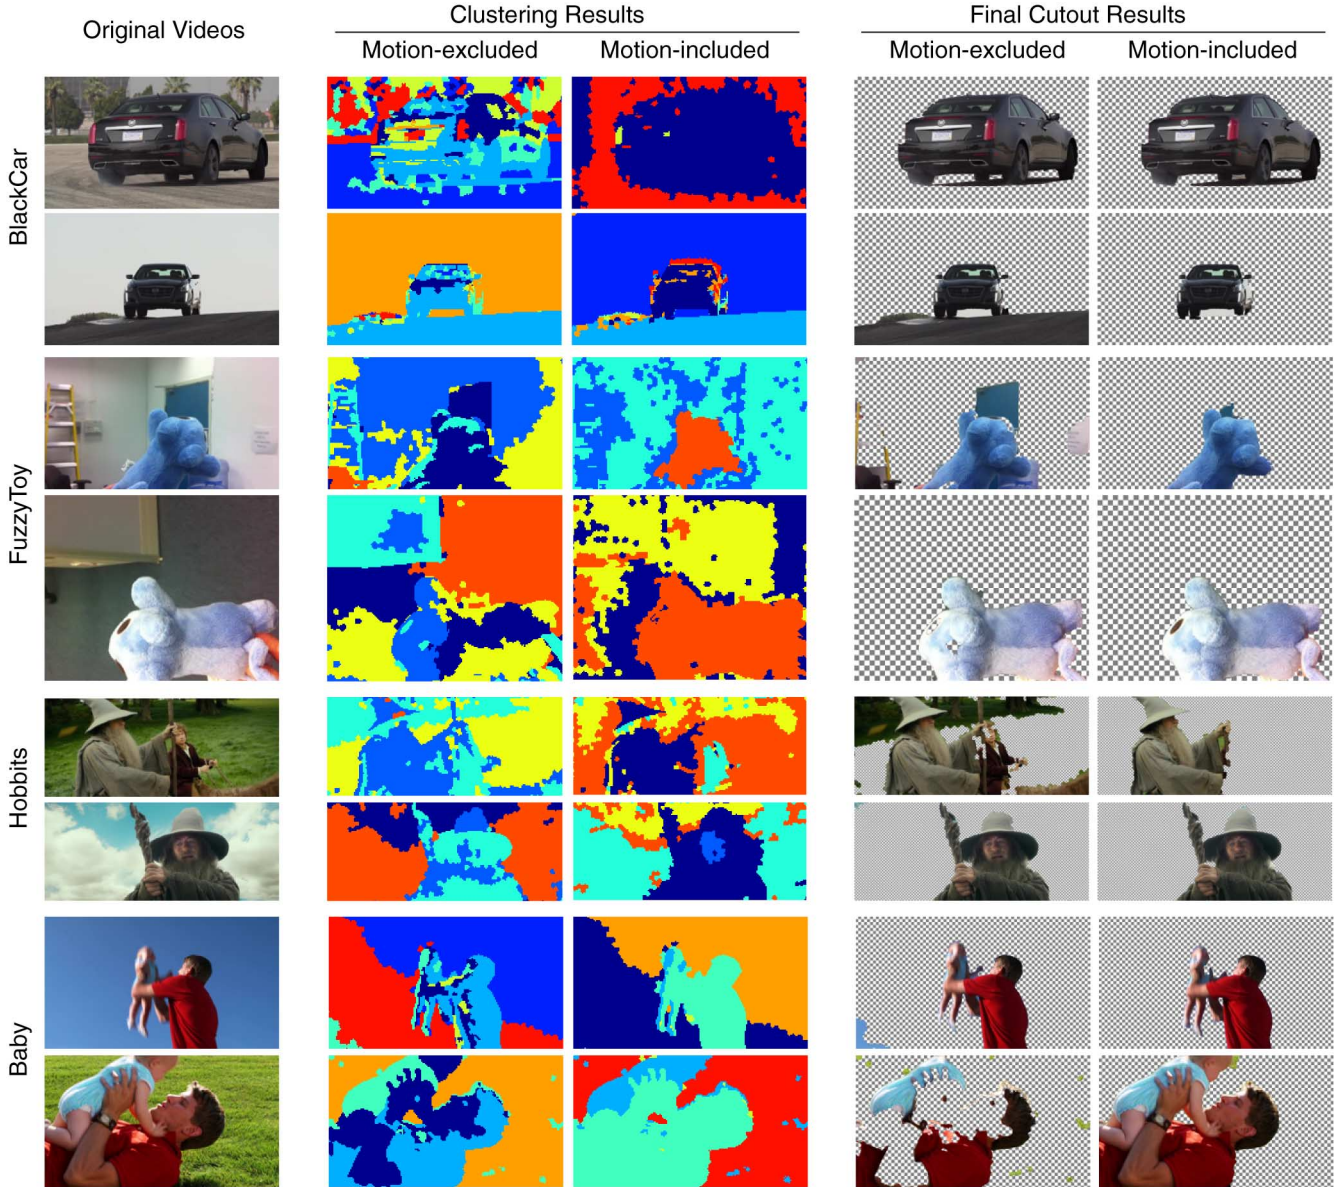 Original Videos
Clustering Results
Final Cutout Results
Motion-excluded
Motion-included
Motion-excluded
Motion-included
BlackCar
FuzzyToy
Hobbits
Baby